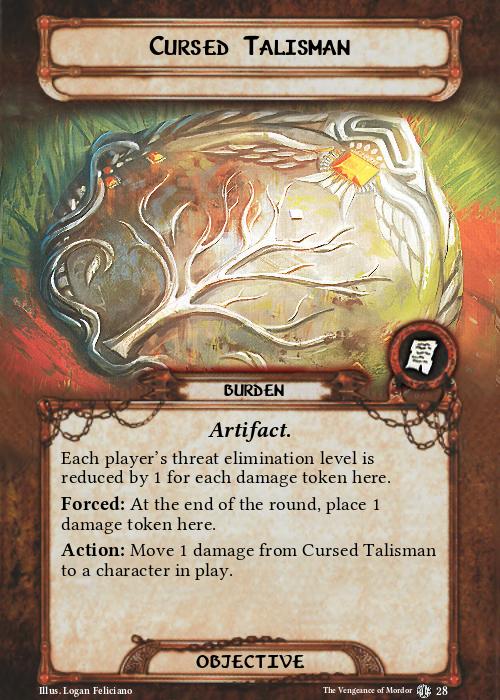 Cursed Talisman
BURDEN
Artifact.
Each player's threat elimination level is
reduced by 1 for each damage token here.
Forced: At the end of the round, place 1
damage token here.
Action: Move 1 damage from Cursed Talisman
to a character in play.
OBJECTIVE
Illus. Logan Feliciano
The Vengeance of Mordor 28